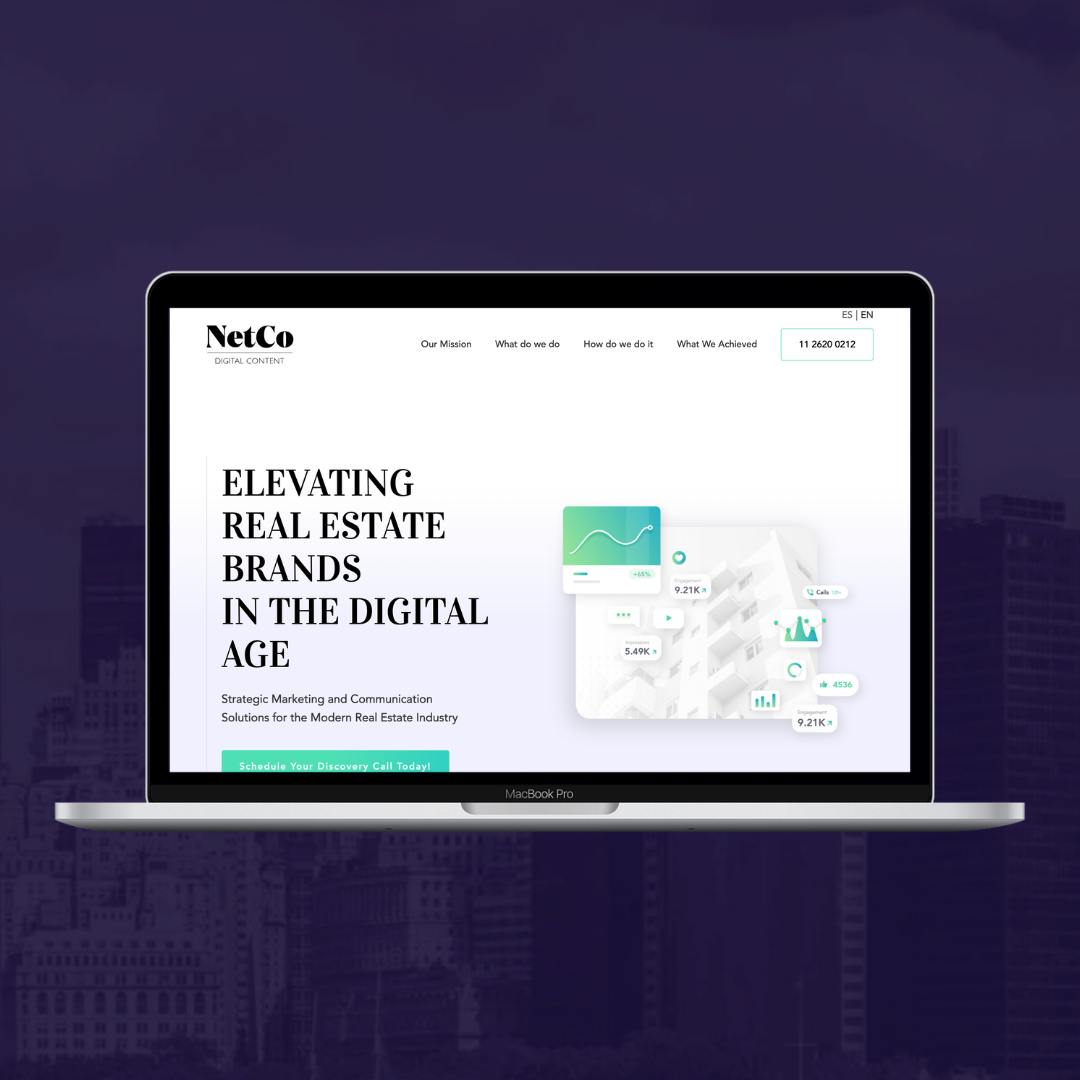 ES | EN
NetCo
DIGITAL CONTENT
Our Mission
What do we do
How do we do it
What We Achieved
11 2620 0212
ELEVATING
REAL ESTATE
BRANDS
IN THE DIGITAL
AGE
Strategic Marketing and Communication
Solutions for the Modern Real Estate Industry
Schedule Your Discovery Call Today!
+65%
Engagement
9.21K
Impressions
5.49K
Calls
4536
Engagement
9.21K
MacBook Pro